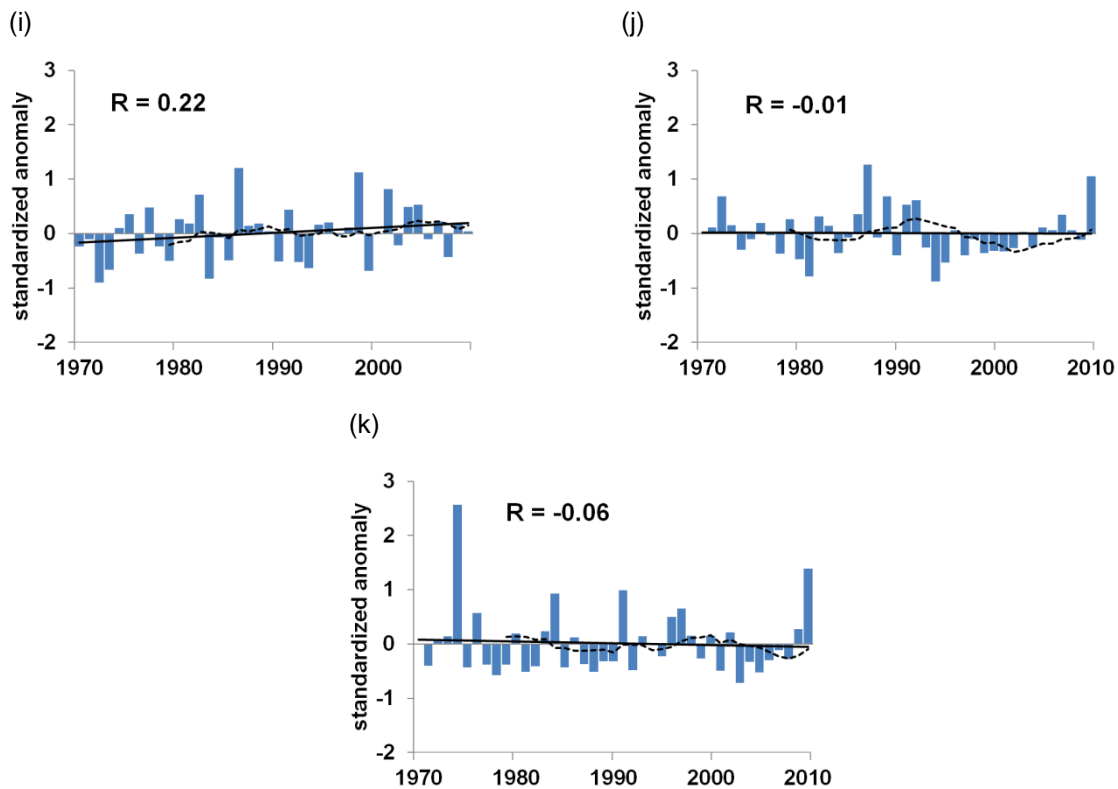 (i)
(j)
standardized anomaly
3
2
1
0
-1
-2
R = 0.22
1970 1980 1990 2000
standardized anomaly
3
2
1
0
-1
-2
R = -0.01
1970 1980 1990 2000 2010
(k)
standardized anomaly
3
2
1
0
-1
-2
R = -0.06
1970 1980 1990 2000 2010